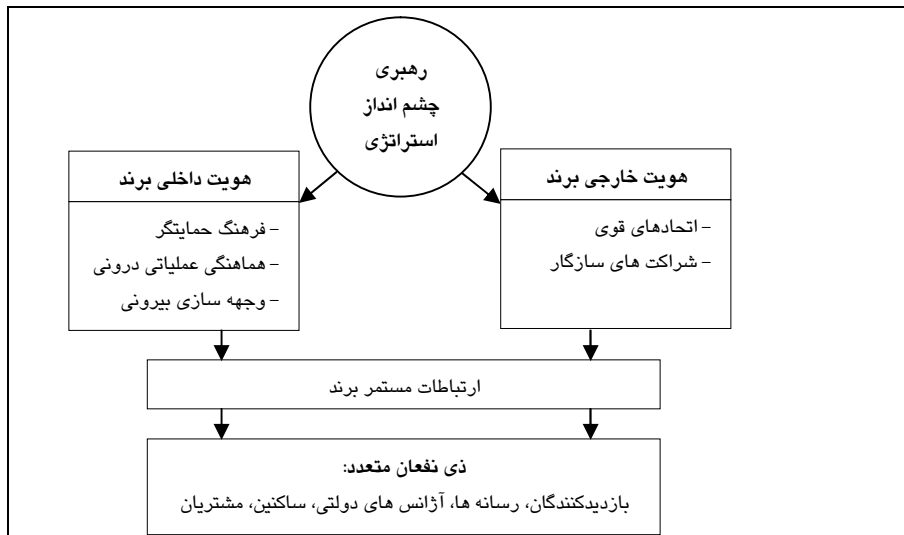 رهبری
چشم انداز
استراتژی
هویت خارجی برند
- اتحادهای قوی
- شراکت های سازگار
هویت داخلی برند
- فرهنگ حمایتگر
- هماهنگی عملیاتی درونی
- وجهه سازی بیرونی
ارتباطات مستمر برند
ذی نفعان متعدد:
بازدیدکنندگان، رسانه ها، آژانس های دولتی، ساکنین، مشتریان